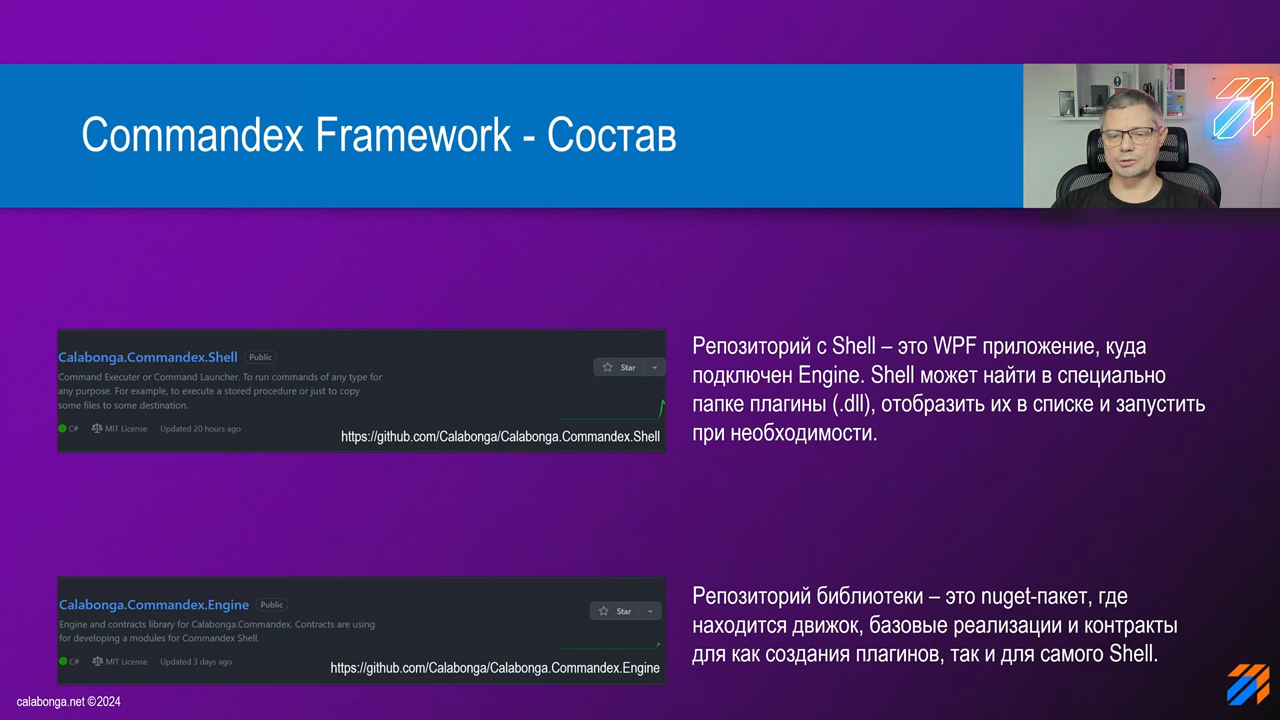 Commandex Framework - Состав
Calabonga.Commandex.Shell Public
Command Executer or Command Launcher. To run commands of any type for
any purpose. For example, to execute a stored procedure or just to copy
some files to some destination.
Star
C# MIT License Updated 20 hours ago
https://github.com/Calabonga/Calabonga.Commandex.Shell
Репозиторий с Shell – это WPF приложение, куда
подключен Engine. Shell может найти в специально
папке плагины (.dll), отобразить их в списке и запустить
при необходимости.
Calabonga.Commandex.Engine Public
Engine and contracts library for Calabonga.Commandex. Contracts are using
for developing a modules for Commandex Shell.
Star
C# MIT License Updated 3 days ago
https://github.com/Calabonga/Calabonga.Commandex.Engine
Репозиторий библиотеки – это nuget-пакет, где
находится движок, базовые реализации и контракты
для как создания плагинов, так и для самого Shell.
calabonga.net ©2024